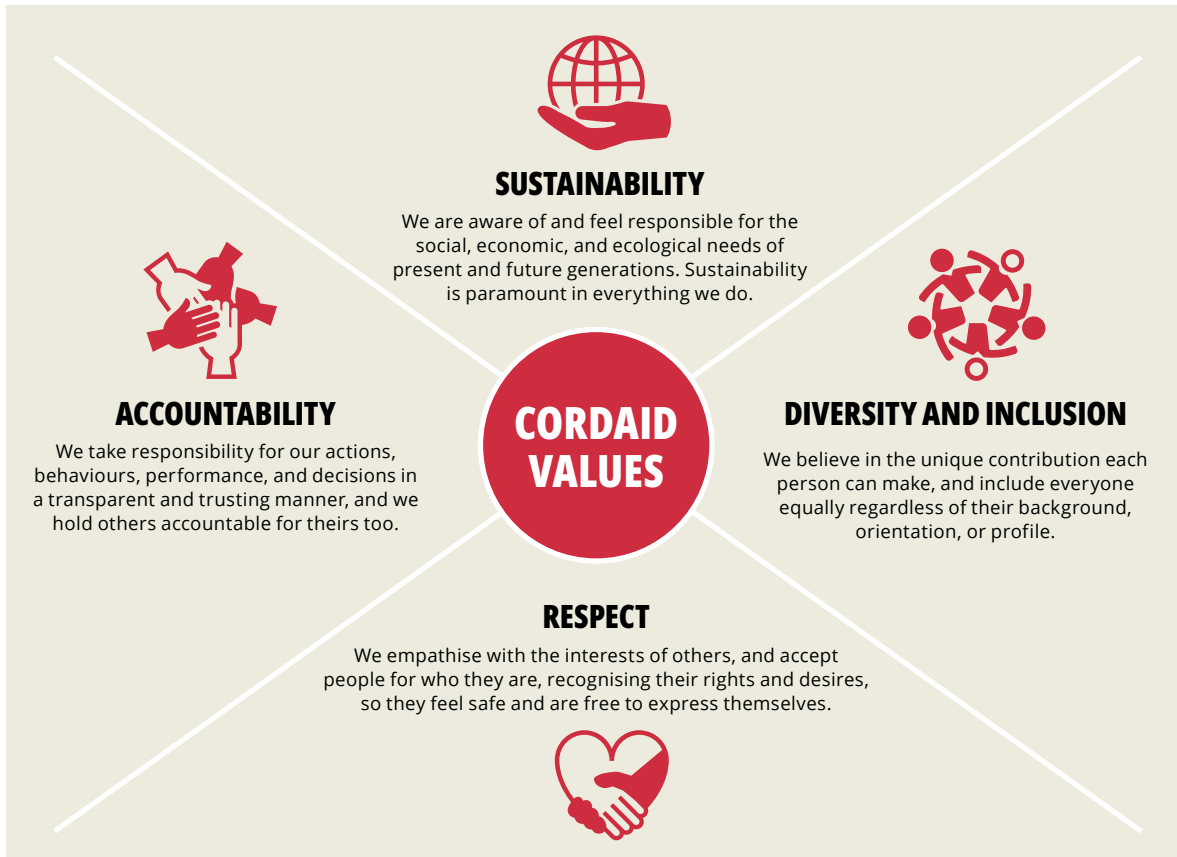 SUSTAINABILITY
We are aware of and feel responsible for the
social, economic, and ecological needs of
present and future generations. Sustainability
is paramount in everything we do.
ACCOUNTABILITY
We take responsibility for our actions,
behaviours, performance, and decisions in
a transparent and trusting manner, and we
hold others accountable for theirs too.
CORDAID
VALUES
DIVERSITY AND INCLUSION
We believe in the unique contribution each
person can make, and include everyone
equally regardless of their background,
orientation, or profile.
RESPECT
We empathise with the interests of others, and accept
people for who they are, recognising their rights and desires,
so they feel safe and are free to express themselves.